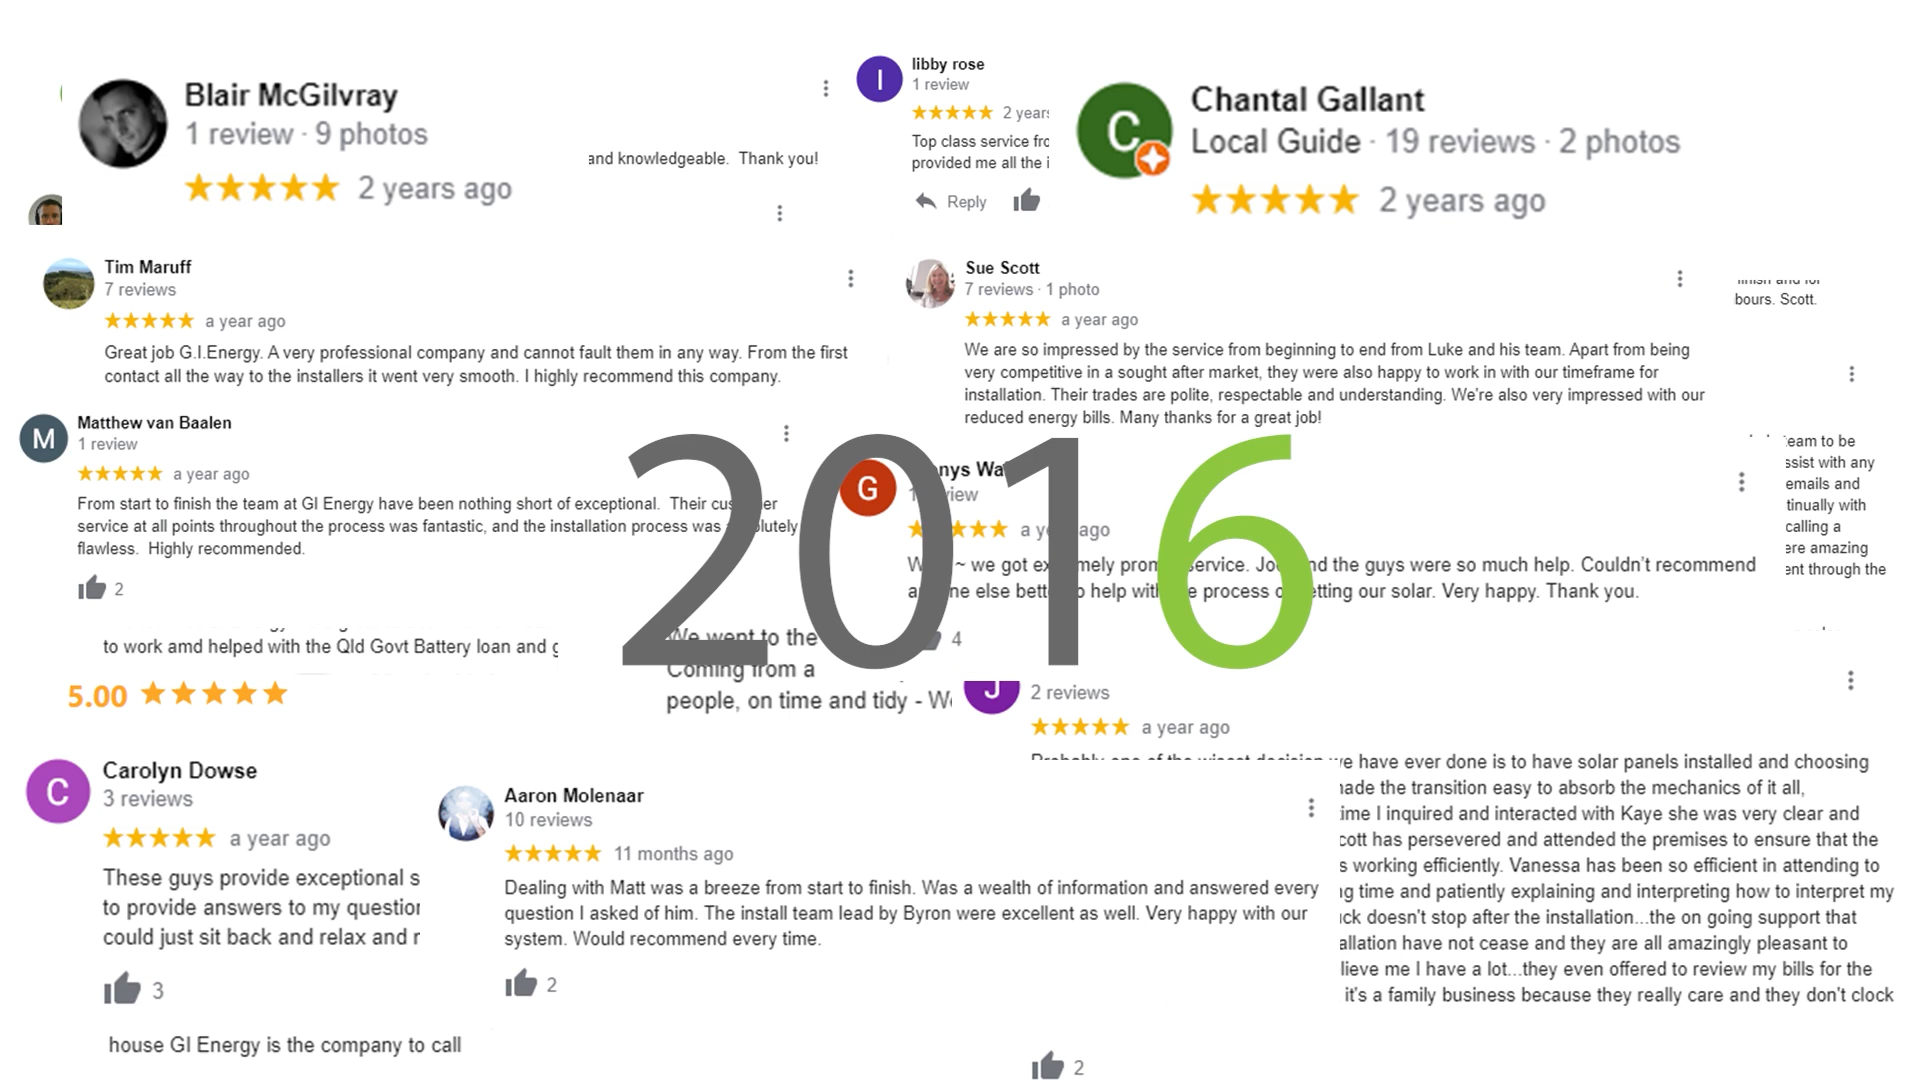 Blair McGilvray
1 review · 9 photos
2 years ago
and knowledgeable. Thank you!
I
libby rose
1 review
2 years
Top class service fro
provided me all the i
Reply
C
Chantal Gallant
Local Guide · 19 reviews · 2 photos
2 years ago
Tim Maruff
7 reviews
a year ago
Great job G.I.Energy. A very professional company and cannot fault them in any way. From the first
contact all the way to the installers it went very smooth. I highly recommend this company.
Sue Scott
7 reviews · 1 photo
a year ago
We are so impressed by the service from beginning to end from Luke and his team. Apart from being
very competitive in a sought after market, they were also happy to work in with our timeframe for
installation. Their trades are polite, respectable and understanding. We're also very impressed with our
reduced energy bills. Many thanks for a great job!
finish and for
bours. Scott.
M
Matthew van Baalen
1 review
a year ago
From start to finish the team at GI Energy have been nothing short of exceptional. Their
service at all points throughout the process was fantastic, and the installation process was
flawless. Highly recommended.
2
2016
G
nys Wa
view
a ago
we got service. and the guys were so much help. Couldn't recommend
else help process our solar. Very happy. Thank you.
4
team to be
ssist with any
emails and
tinually with
calling a
ere amazing
ent through the
to work amd helped with the Qld Govt Battery loan and g
5.00
We went to the
Coming from a
people, on time and tidy - We
J
2 reviews
a year ago
Probably one of the wisest decision we have ever done is to have solar panels installed and choosing
made the transition easy to absorb the mechanics of it all,
time I inquired and interacted with Kaye she was very clear and
cott has persevered and attended the premises to ensure that the
s working efficiently. Vanessa has been so efficient in attending to
ng time and patiently explaining and interpreting how to interpret my
ck doesn't stop after the installation...the on going support that
allation have not cease and they are all amazingly pleasant to
lieve me I have a lot...they even offered to review my bills for the
it's a family business because they really care and they don't clock
2
C
Carolyn Dowse
3 reviews
a year ago
These guys provide exceptional s
to provide answers to my question
could just sit back and relax and r
3
house GI Energy is the company to call
Aaron Molenaar
10 reviews
11 months ago
Dealing with Matt was a breeze from start to finish. Was a wealth of information and answered every
question I asked of him. The install team lead by Byron were excellent as well. Very happy with our
system. Would recommend every time.
2